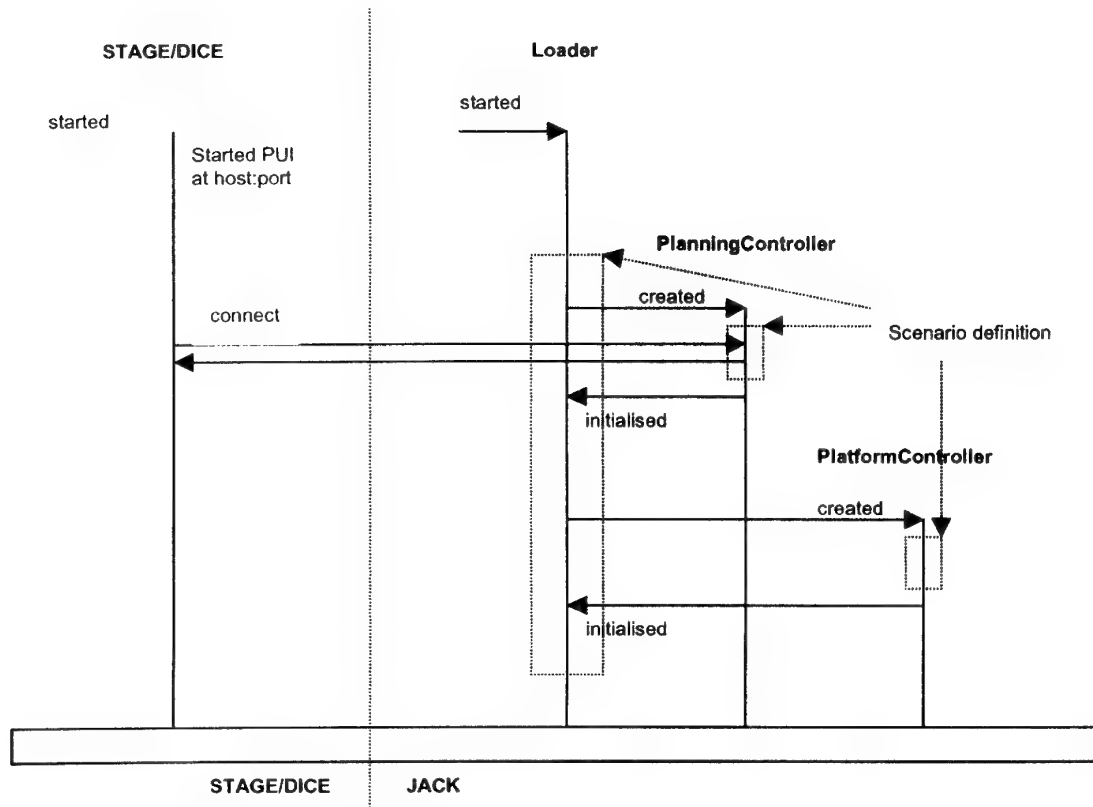 STAGE/DICE
Loader
started
started
Started PUI
at host:port
PlanningController
created
connect
Scenario definition
initialised
PlatformController
created
initialised
STAGE/DICE
JACK